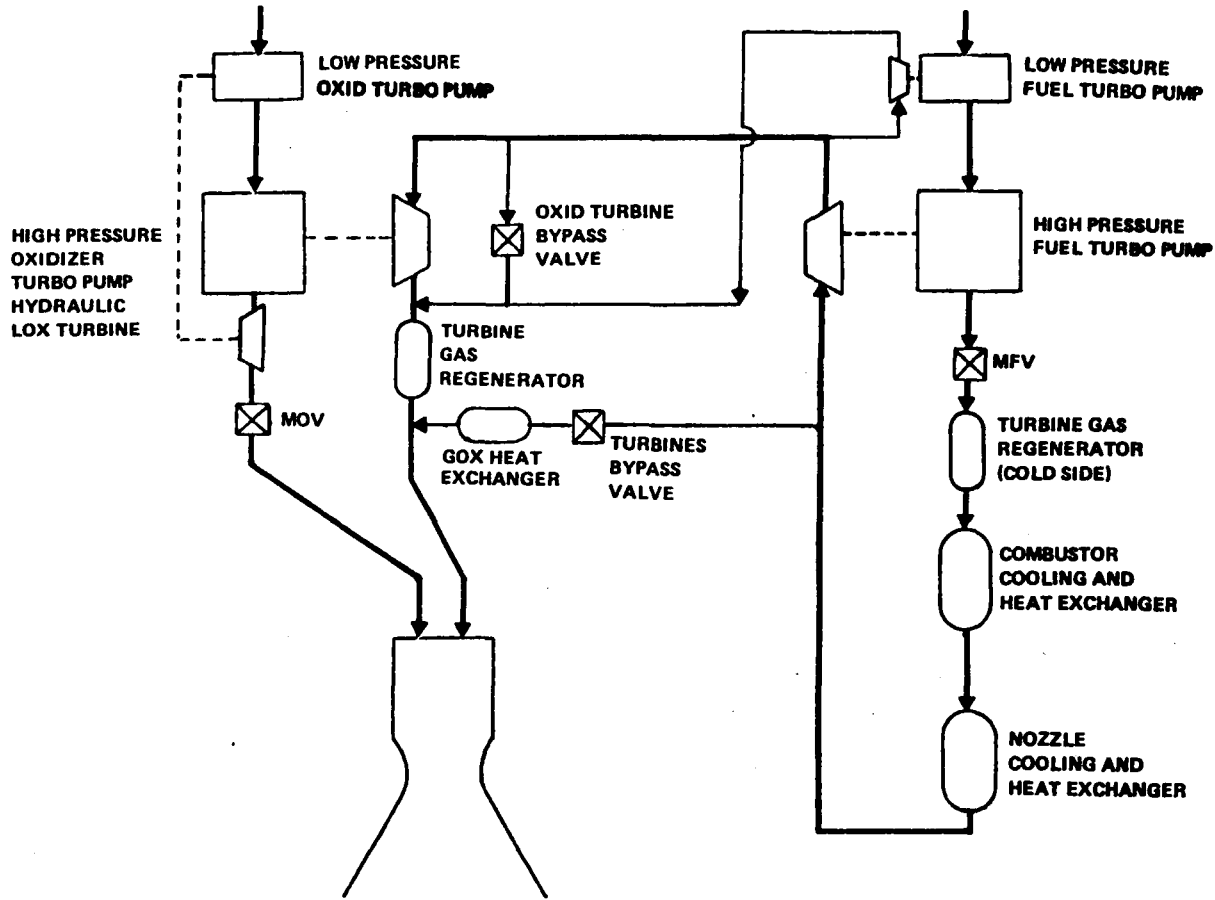 LOW PRESSURE
OXID TURBO PUMP
LOW PRESSURE
FUEL TURBO PUMP
HIGH PRESSURE
OXIDIZER
TURBO PUMP
HYDRAULIC
LOX TURBINE
OXID TURBINE
BYPASS
VALVE
HIGH PRESSURE
FUEL TURBO PUMP
TURBINE
GAS
REGENERATOR
MFV
MOV
GOX HEAT
EXCHANGER
TURBINES
BYPASS
VALVE
TURBINE GAS
REGENERATOR
(COLD SIDE)
COMBUSTOR
COOLING AND
HEAT EXCHANGER
NOZZLE
COOLING AND
HEAT EXCHANGER